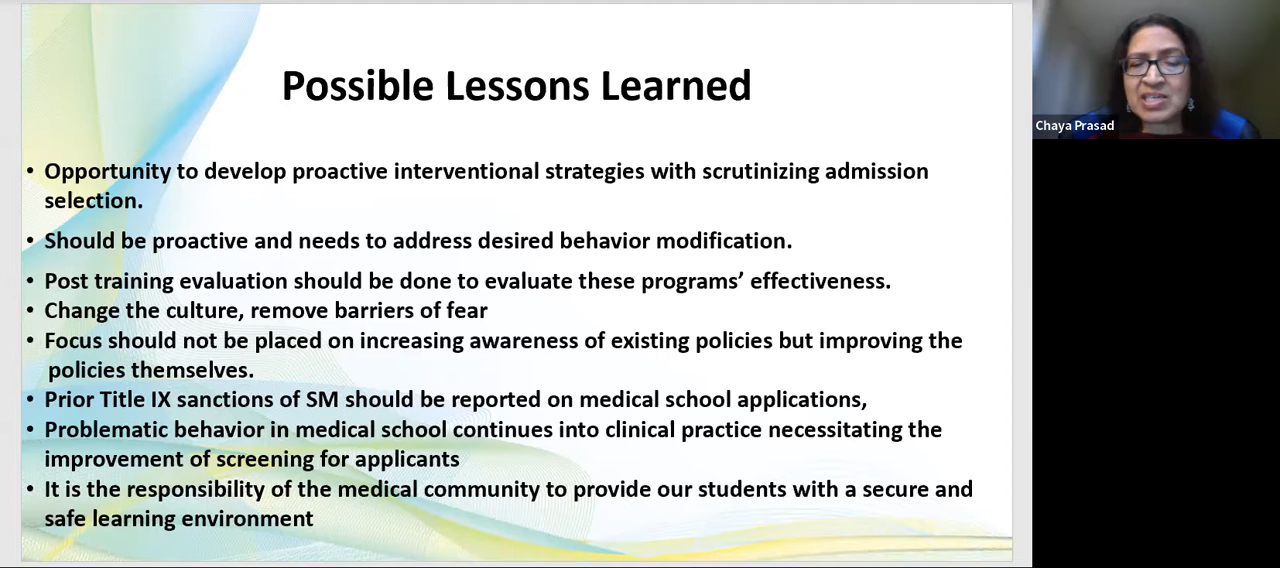 Possible Lessons Learned
• Opportunity to develop proactive interventional strategies with scrutinizing admission
selection.
• Should be proactive and needs to address desired behavior modification.
• Post training evaluation should be done to evaluate these programs’ effectiveness.
• Change the culture, remove barriers of fear
• Focus should not be placed on increasing awareness of existing policies but improving the
policies themselves.
• Prior Title IX sanctions of SM should be reported on medical school applications,
• Problematic behavior in medical school continues into clinical practice necessitating the
improvement of screening for applicants
• It is the responsibility of the medical community to provide our students with a secure and
safe learning environment
Chaya Prasad